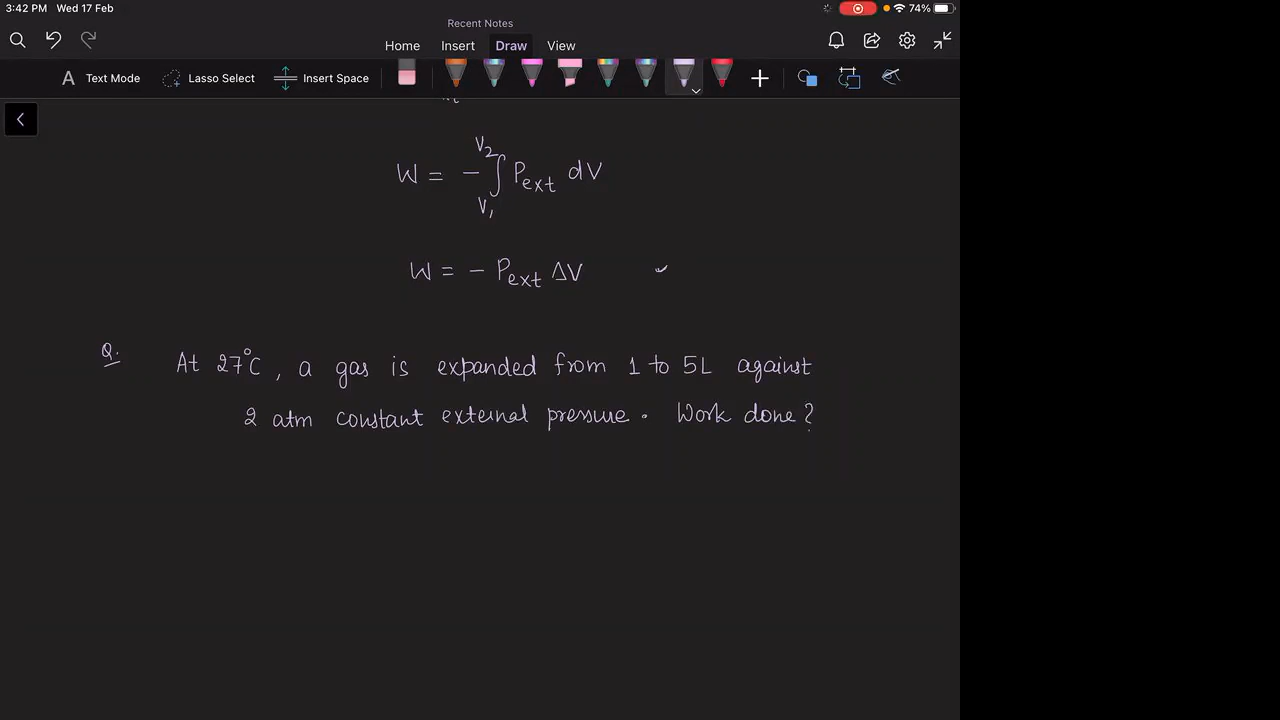 3:42 PM Wed 17 Feb
74%
Recent Notes
Home Insert Draw View
Text Mode Lasso Select Insert Space
W = - ∫ P_ext dV
V₂
V₁
W = - P_ext ΔV
Q. At 27°C, a gas is expanded from 1 to 5L against
2 atm constant external pressure. Work done?